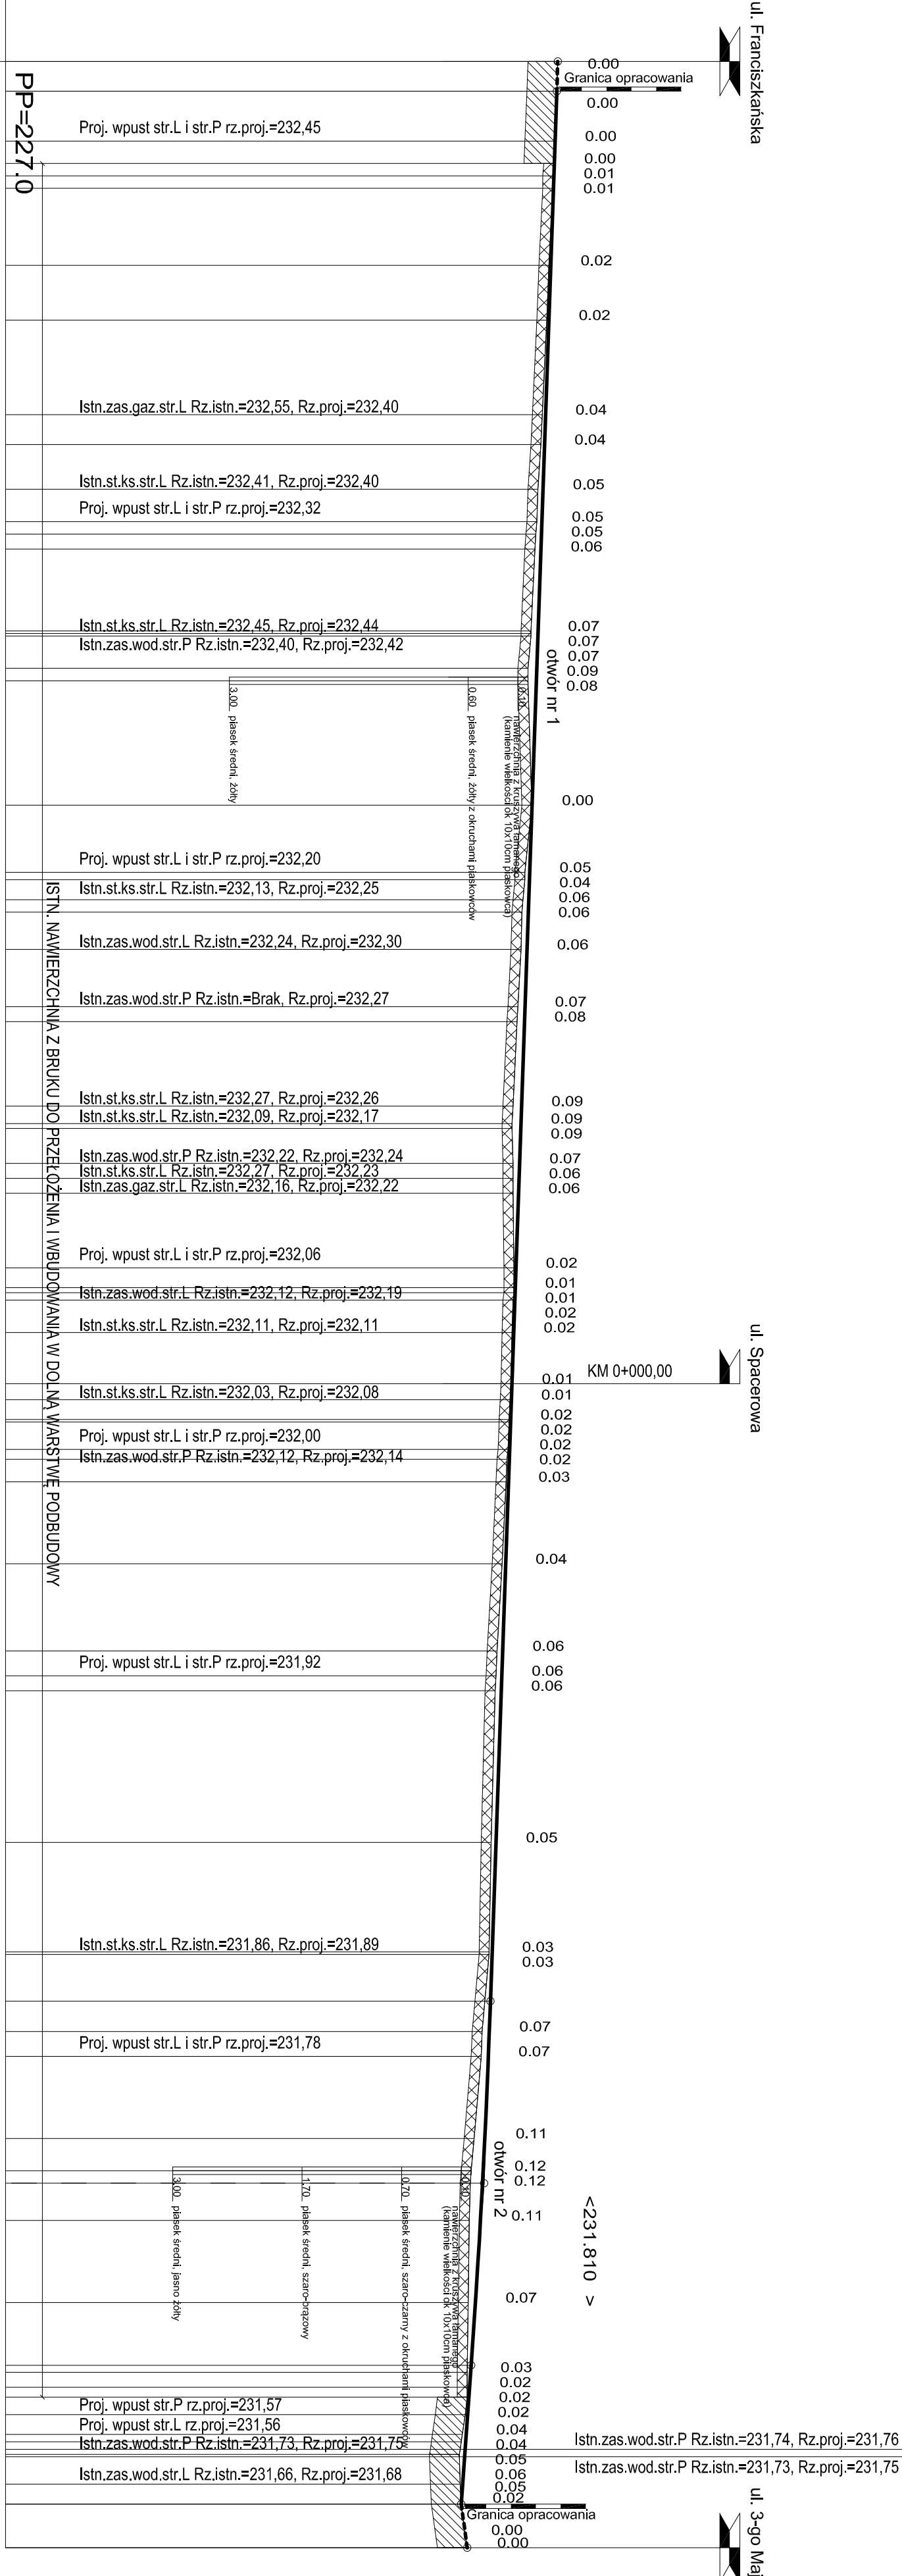 ul. Franciszkańska
0.00
Granica opracowania
0.00
PP=227.0
Proj. wpust str.L i str.P rz.proj.=232,45
0.00
0.00
0.01
0.01
0.02
0.02
Istn.zas.gaz.str.L Rz.istn.=232,55, Rz.proj.=232,40
0.04
0.04
Istn.st.ks.str.L Rz.istn.=232,41, Rz.proj.=232,40
0.05
Proj. wpust str.L i str.P rz.proj.=232,32
0.05
0.05
0.06
Istn.st.ks.str.L Rz.istn.=232,45, Rz.proj.=232,44
0.07
Istn.zas.wod.str.P Rz.istn.=232,40, Rz.proj.=232,42
0.07
0.07
0.09
0.08
otwór nr 1
0.10
nawierzchnia z kruszywa łamanego
(kamienie wielkości ok 10x10cm piaskowca)
0.60 piasek średni, żółty z okruchami piaskowców
3.00 piasek średni, żółty
0.00
Proj. wpust str.L i str.P rz.proj.=232,20
0.05
0.04
Istn.st.ks.str.L Rz.istn.=232,13, Rz.proj.=232,25
0.06
0.06
ISTN. NAWIERZCHNIA Z BRUKU DO PRZEŁOŻENIA I WBUDOWANIA W DOLNĄ WARSTWĘ PODBUDOWY
Istn.zas.wod.str.L Rz.istn.=232,24, Rz.proj.=232,30
0.06
Istn.zas.wod.str.P Rz.istn.=Brak, Rz.proj.=232,27
0.07
0.08
Istn.st.ks.str.L Rz.istn.=232,27, Rz.proj.=232,26
0.09
Istn.st.ks.str.L Rz.istn.=232,09, Rz.proj.=232,17
0.09
0.09
Istn.zas.wod.str.P Rz.istn.=232,22, Rz.proj.=232,24
0.07
Istn.st.ks.str.L Rz.istn.=232,27, Rz.proj.=232,23
0.06
Istn.zas.gaz.str.L Rz.istn.=232,16, Rz.proj.=232,22
0.06
Proj. wpust str.L i str.P rz.proj.=232,06
0.02
0.01
Istn.zas.wod.str.L Rz.istn.=232,12, Rz.proj.=232,19
0.01
0.02
Istn.st.ks.str.L Rz.istn.=232,11, Rz.proj.=232,11
0.02
ul. Spacerowa
KM 0+000,00
0.01
Istn.st.ks.str.L Rz.istn.=232,03, Rz.proj.=232,08
0.01
0.02
Proj. wpust str.L i str.P rz.proj.=232,00
0.02
0.02
Istn.zas.wod.str.P Rz.istn.=232,12, Rz.proj.=232,14
0.02
0.03
0.04
0.06
Proj. wpust str.L i str.P rz.proj.=231,92
0.06
0.06
0.05
Istn.st.ks.str.L Rz.istn.=231,86, Rz.proj.=231,89
0.03
0.03
0.07
Proj. wpust str.L i str.P rz.proj.=231,78
0.07
0.11
0.12
0.12
otwór nr 2
0.11
<231.810 >
0.10
nawierzchnia z kruszywa łamanego
(kamienie wielkości ok 10x10cm piaskowca)
0.70 piasek średni, szaro-czarny z okruchami piaskowców
1.70 piasek średni, szaro-brązowy
3.00 piasek średni, jasno żółty
0.07
0.03
0.02
0.02
Proj. wpust str.P rz.proj.=231,57
0.02
Proj. wpust str.L rz.proj.=231,56
0.04
Istn.zas.wod.str.P Rz.istn.=231,73, Rz.proj.=231,75
0.04
Istn.zas.wod.str.P Rz.istn.=231,74, Rz.proj.=231,76
0.05
Istn.zas.wod.str.P Rz.istn.=231,73, Rz.proj.=231,75
Istn.zas.wod.str.L Rz.istn.=231,66, Rz.proj.=231,68
0.06
0.05
0.02
Granica opracowania
0.00
0.00
ul. 3-go Maj